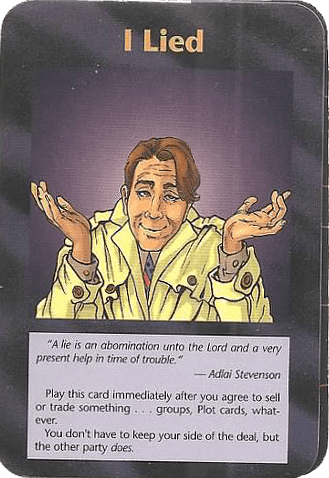 I Lied
"A lie is an abomination unto the Lord and a very
present help in time of trouble."
— Adlai Stevenson
Play this card immediately after you agree to sell
or trade something . . . groups, Plot cards, what-
ever.
You don't have to keep your side of the deal, but
the other party does.